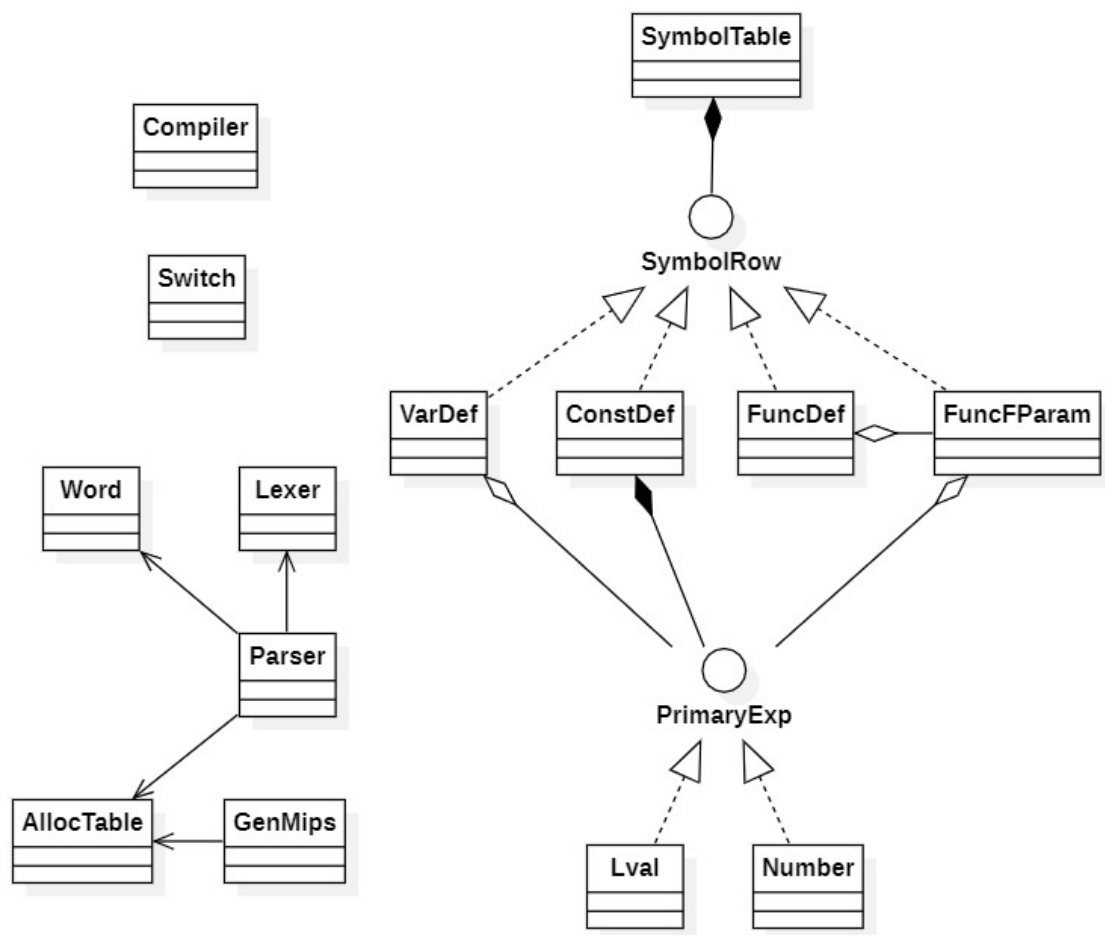 SymbolTable
Compiler
SymbolRow
Switch
VarDef
ConstDef
FuncDef
FuncFParam
Word
Lexer
Parser
PrimaryExp
AllocTable
GenMips
Lval
Number